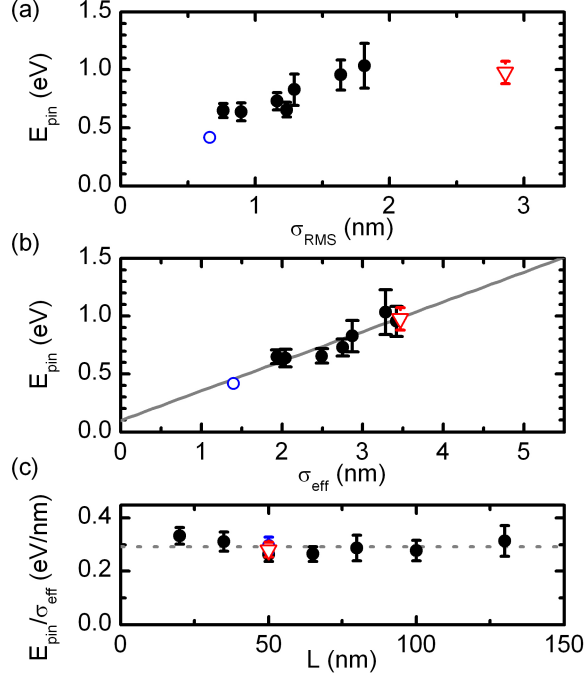 (a)
1.5
1.0
0.5
0.0
E_pin (eV)
0 1 2 3
σ_RMS (nm)
(b)
1.5
1.0
0.5
0.0
E_pin (eV)
0 1 2 3 4 5
σ_eff (nm)
(c)
0.4
0.2
0.0
E_pin/σ_eff (eV/nm)
0 50 100 150
L (nm)